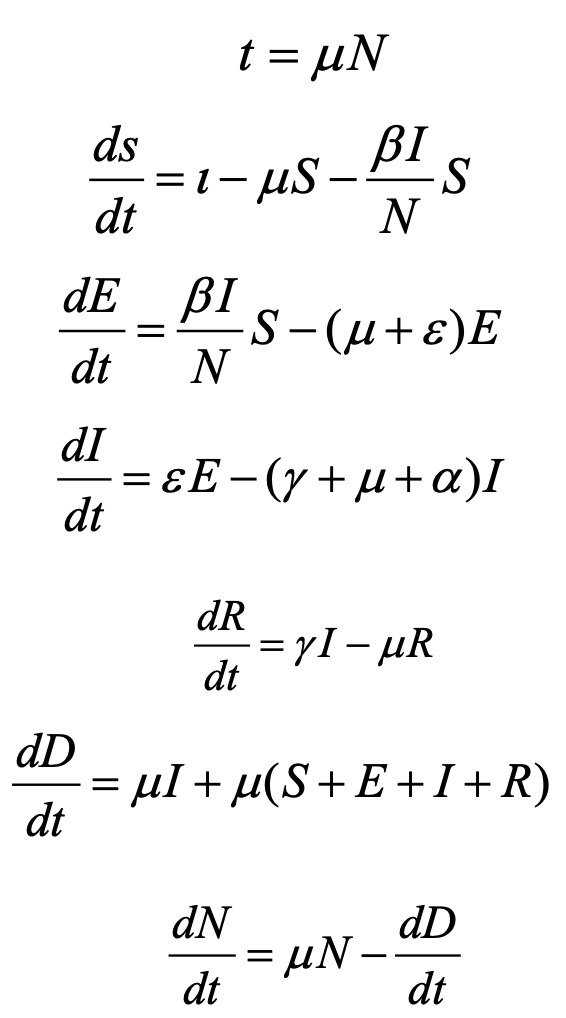 t = μN
ds/dt = ι − μS − βI/N S
dE/dt = βI/N S − (μ + ε)E
dI/dt = εE − (γ + μ + α)I
dR/dt = γI − μR
dD/dt = μI + μ(S + E + I + R)
dN/dt = μN − dD/dt